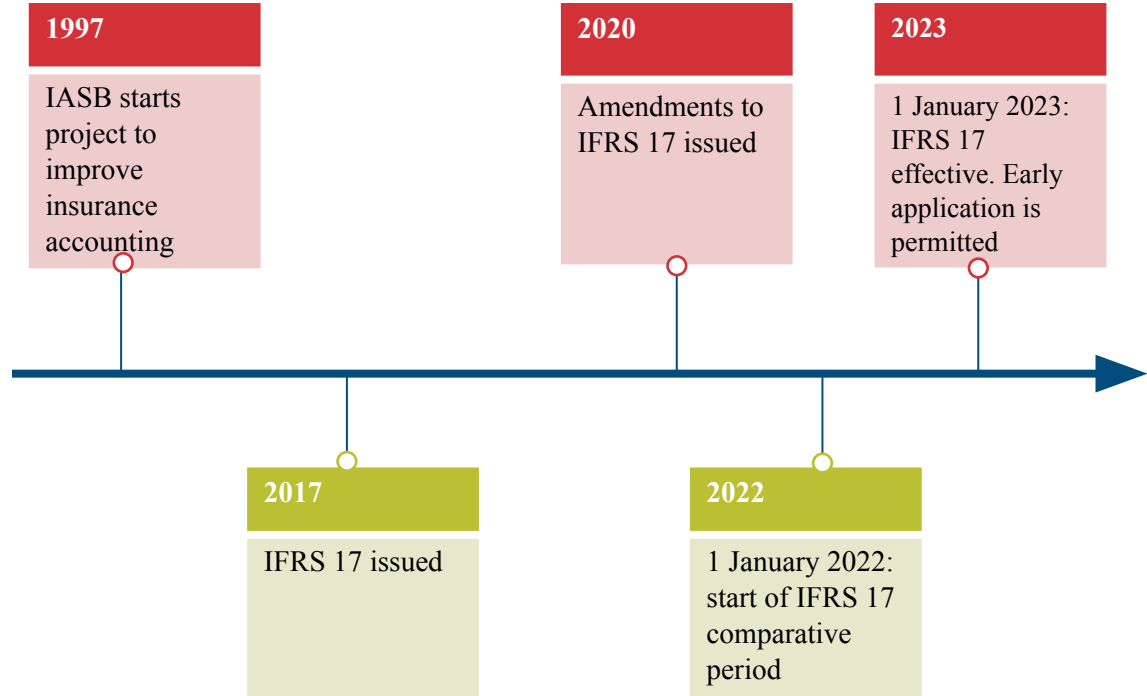 1997
IASB starts
project to
improve
insurance
accounting
2017
IFRS 17 issued
2020
Amendments to
IFRS 17 issued
2022
1 January 2022:
start of IFRS 17
comparative
period
2023
1 January 2023:
IFRS 17
effective. Early
application is
permitted